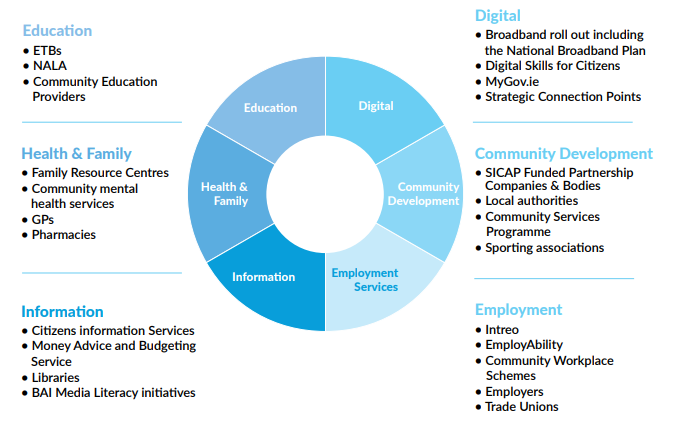 Education
• ETBs
• NALA
• Community Education
Providers
Health & Family
• Family Resource Centres
• Community mental
health services
• GPs
• Pharmacies
Information
• Citizens information Services
• Money Advice and Budgeting
Service
• Libraries
• BAI Media Literacy initiatives
Education
Digital
Health &
Family
Community
Development
Information
Employment
Services
Digital
• Broadband roll out including
the National Broadband Plan
• Digital Skills for Citizens
• MyGov.ie
• Strategic Connection Points
Community Development
• SICAP Funded Partnership
Companies & Bodies
• Local authorities
• Community Services
Programme
• Sporting associations
Employment
• Intreo
• EmployAbility
• Community Workplace
Schemes
• Employers
• Trade Unions